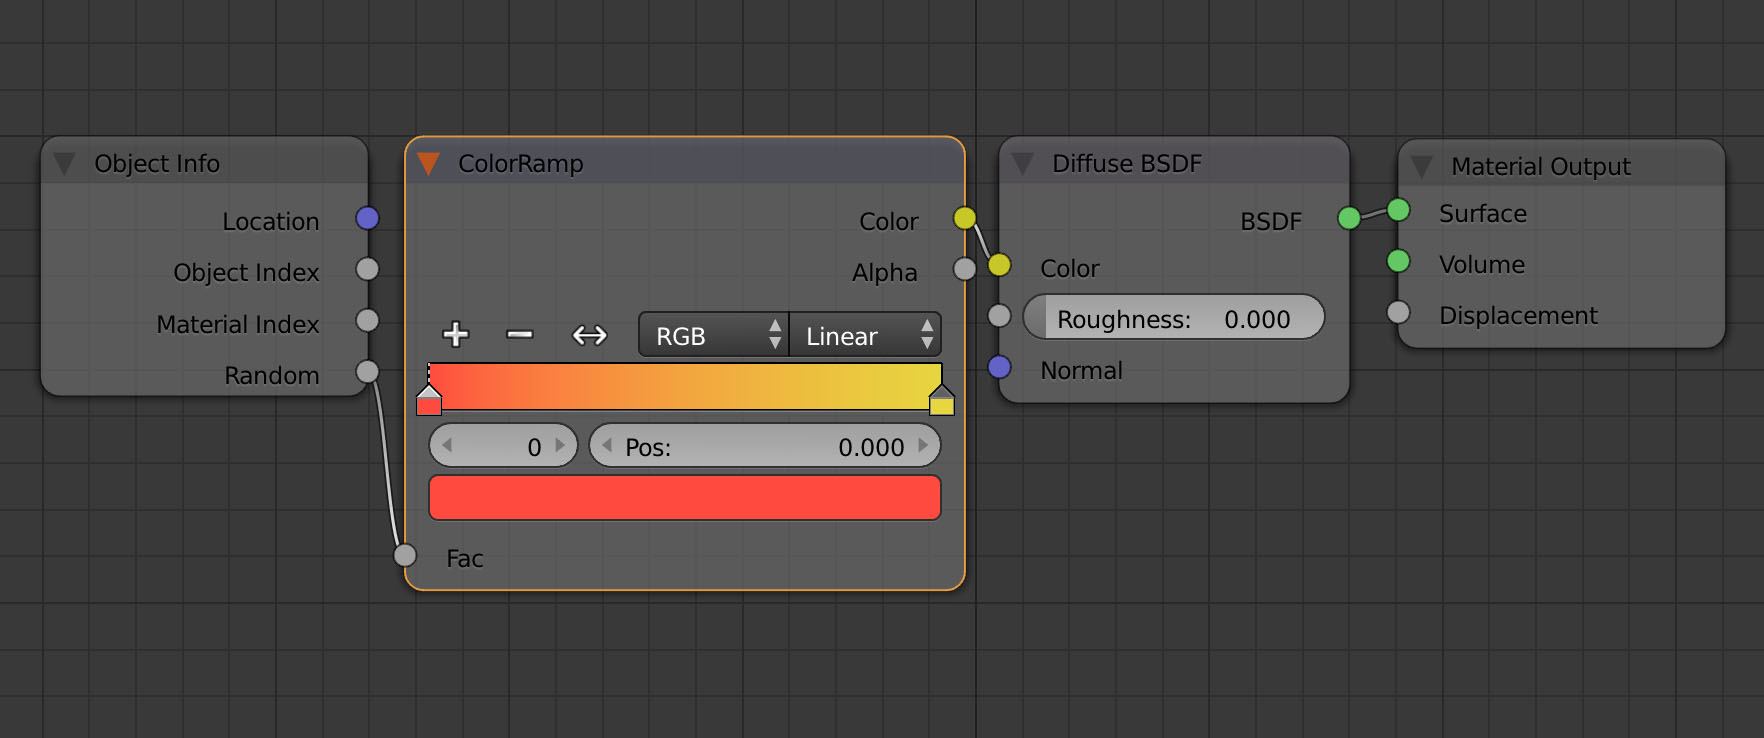 Object Info
Location
Object Index
Material Index
Random
ColorRamp
Color
Alpha
RGB
Linear
0
Pos: 0.000
Fac
Diffuse BSDF
BSDF
Color
Roughness: 0.000
Normal
Material Output
Surface
Volume
Displacement